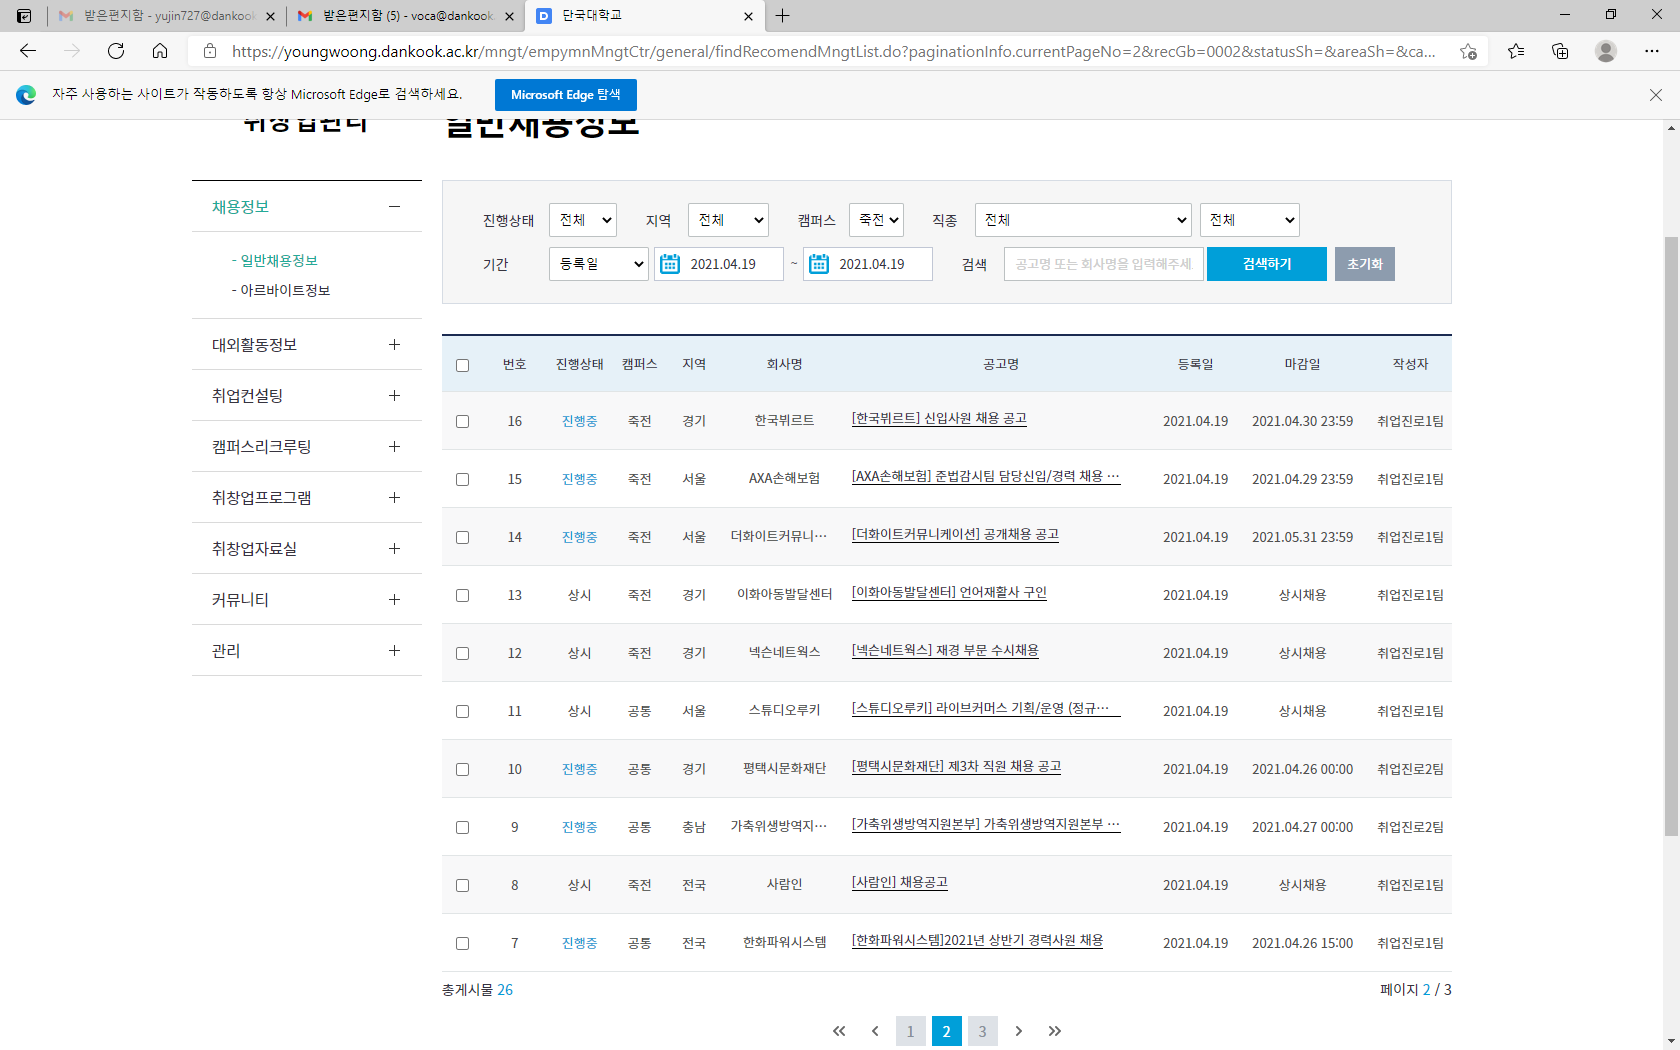 받은편지함 - yujin727@dankook
받은편지함 (5) - voca@dankook
단국대학교
https://youngwoong.dankook.ac.kr/mngt/empymnMngtCtr/general/findRecomendMngtList.do?paginationInfo.currentPageNo=2&recGb=0002&statusSh=&areaSh=&ca...
자주 사용하는 사이트가 작동하도록 항상 Microsoft Edge로 검색하세요.
Microsoft Edge 탐색
취창업관리
일반채용정보
채용정보
- 일반채용정보
- 아르바이트정보
대외활동정보
취업컨설팅
캠퍼스리크루팅
취창업프로그램
취창업자료실
커뮤니티
관리
진행상태 전체 지역 전체 캠퍼스 죽전 직종 전체 전체
기간 등록일 2021.04.19 ~ 2021.04.19 검색 공고명 또는 회사명을 입력해주세. 검색하기 초기화
번호 진행상태 캠퍼스 지역 회사명 공고명 등록일 마감일 작성자
16 진행중 죽전 경기 한국뷔르트 [한국뷔르트] 신입사원 채용 공고 2021.04.19 2021.04.30 23:59 취업진로1팀
15 진행중 죽전 서울 AXA손해보험 [AXA손해보험] 준법감시팀 담당신입/경력 채용 ··· 2021.04.19 2021.04.29 23:59 취업진로1팀
14 진행중 죽전 서울 더화이트커뮤니··· [더화이트커뮤니케이션] 공개채용 공고 2021.04.19 2021.05.31 23:59 취업진로1팀
13 상시 죽전 경기 이화아동발달센터 [이화아동발달센터] 언어재활사 구인 2021.04.19 상시채용 취업진로1팀
12 상시 죽전 경기 넥슨네트웍스 [넥슨네트웍스] 재경 부문 수시채용 2021.04.19 상시채용 취업진로1팀
11 상시 공통 서울 스튜디오루키 [스튜디오루키] 라이브커머스 기획/운영 (정규··· 2021.04.19 상시채용 취업진로1팀
10 진행중 공통 경기 평택시문화재단 [평택시문화재단] 제3차 직원 채용 공고 2021.04.19 2021.04.26 00:00 취업진로2팀
9 진행중 공통 충남 가축위생방역지··· [가축위생방역지원본부] 가축위생방역지원본부 ··· 2021.04.19 2021.04.27 00:00 취업진로2팀
8 상시 죽전 전국 사람인 [사람인] 채용공고 2021.04.19 상시채용 취업진로1팀
7 진행중 공통 전국 한화파워시스템 [한화파워시스템]2021년 상반기 경력사원 채용 2021.04.19 2021.04.26 15:00 취업진로1팀
총게시물 26 페이지 2 / 3
1 2 3